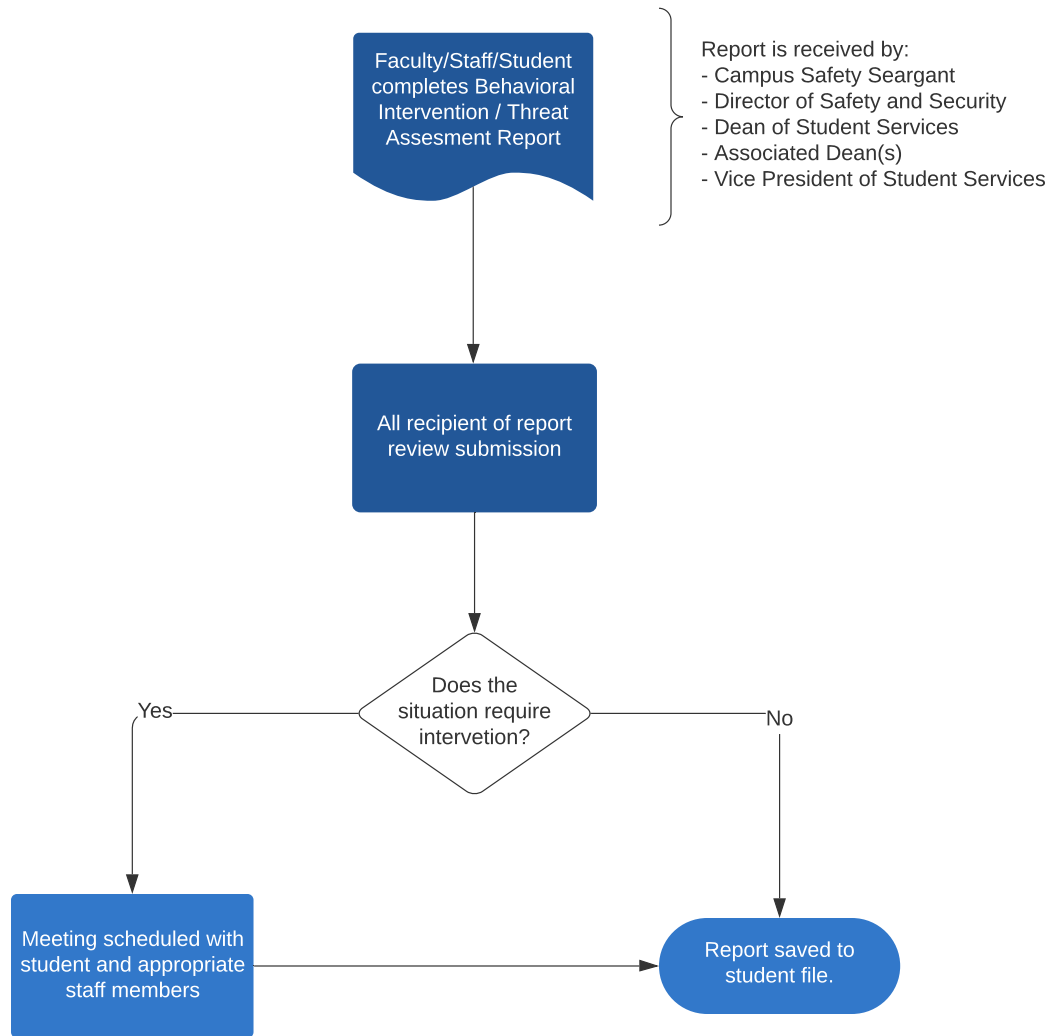 Faculty/Staff/Student
completes Behavioral
Intervention / Threat
Assesment Report
Report is received by:
- Campus Safety Seargant
- Director of Safety and Security
- Dean of Student Services
- Associated Dean(s)
- Vice President of Student Services
All recipient of report
review submission
Does the
situation require
intervetion?
Yes
No
Meeting scheduled with
student and appropriate
staff members
Report saved to
student file.